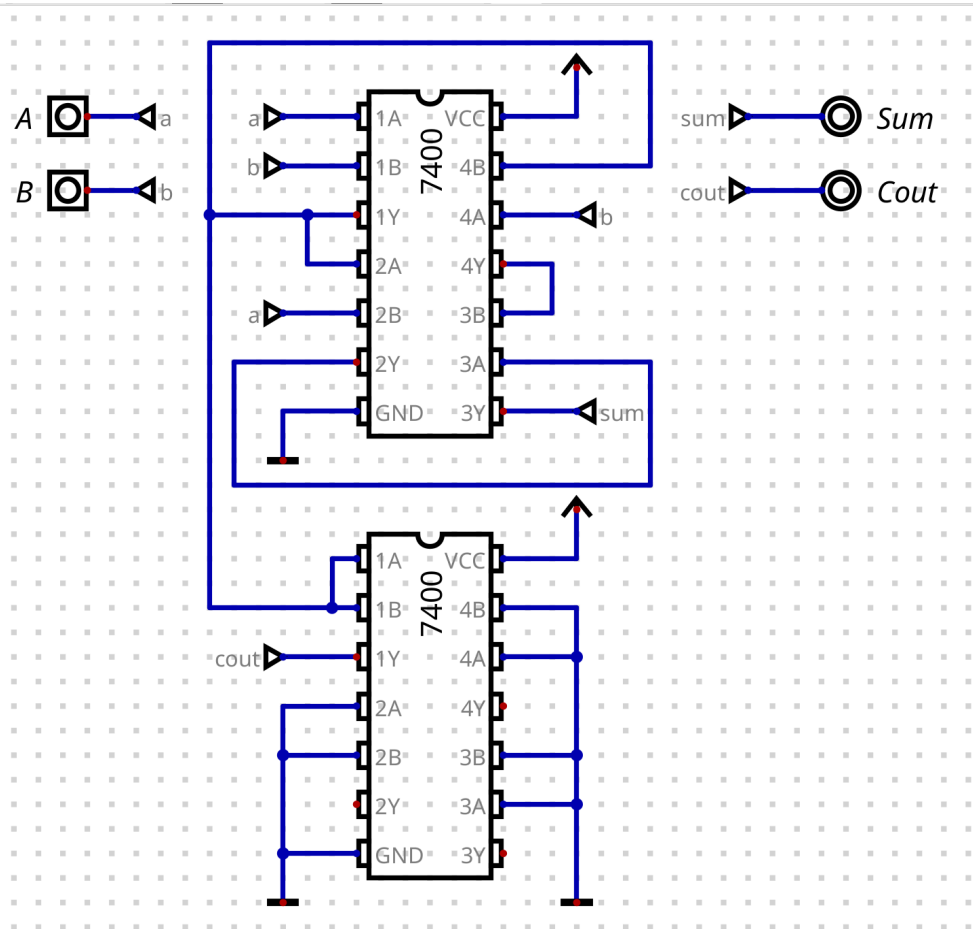 A
a
B
b
a
b
a
7400
1A
1B
1Y
2A
2B
2Y
GND
VCC
4B
4A
4Y
3B
3A
3Y
b
sum
sum
Sum
cout
Cout
cout
7400
1A
1B
1Y
2A
2B
2Y
GND
VCC
4B
4A
4Y
3B
3A
3Y